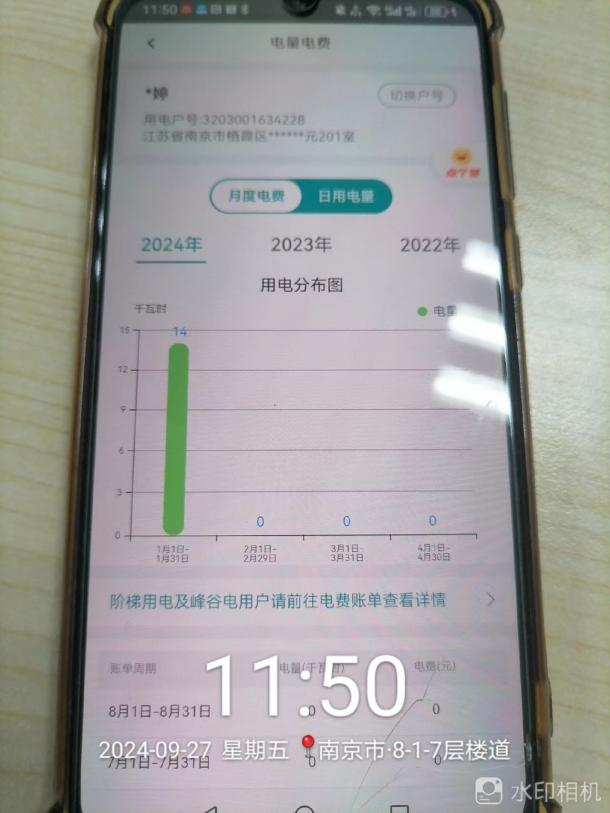 11:50
电量电费
*婷
切换户号
用电户号:3203001634228
江苏省南京市栖霞区******元201室
点个赞
月度电费
日用电量
2024年
2023年
2022年
用电分布图
千瓦时
电量
15
14
12
9
6
3
0
0
0
0
1月1日-
1月31日
2月1日-
2月29日
3月1日-
3月31日
4月1日-
4月30日
阶梯用电及峰谷电用户请前往电费账单查看详情
账单周期
电量(千瓦时)
电费(元)
8月1日-8月31日
0
0
7月1日-7月31日
0
0
11:50
2024-09-27 星期五 南京市·8-1-7层楼道
水印相机